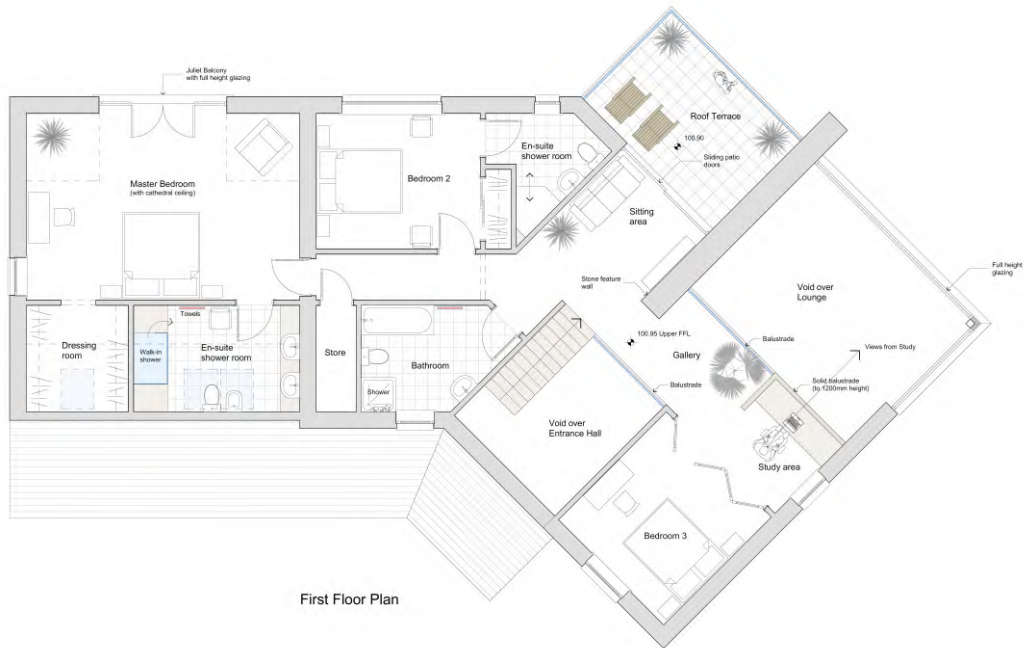 Juliet Balcony
with full height glazing
Roof Terrace
100.90
Sliding patio
doors
En-suite
shower room
Master Bedroom
(with cathedral ceiling)
Bedroom 2
Sitting
area
Full height
glazing
Stone feature
wall
Void over
Lounge
Towels
Walk-in
shower
En-suite
shower room
Dressing
room
Store
Bathroom
Shower
100.95 Upper FFL
Gallery
Balustrade
Views from Study
Balustrade
Solid balustrade
(to 1200mm height)
Void over
Entrance Hall
Study area
Bedroom 3
First Floor Plan